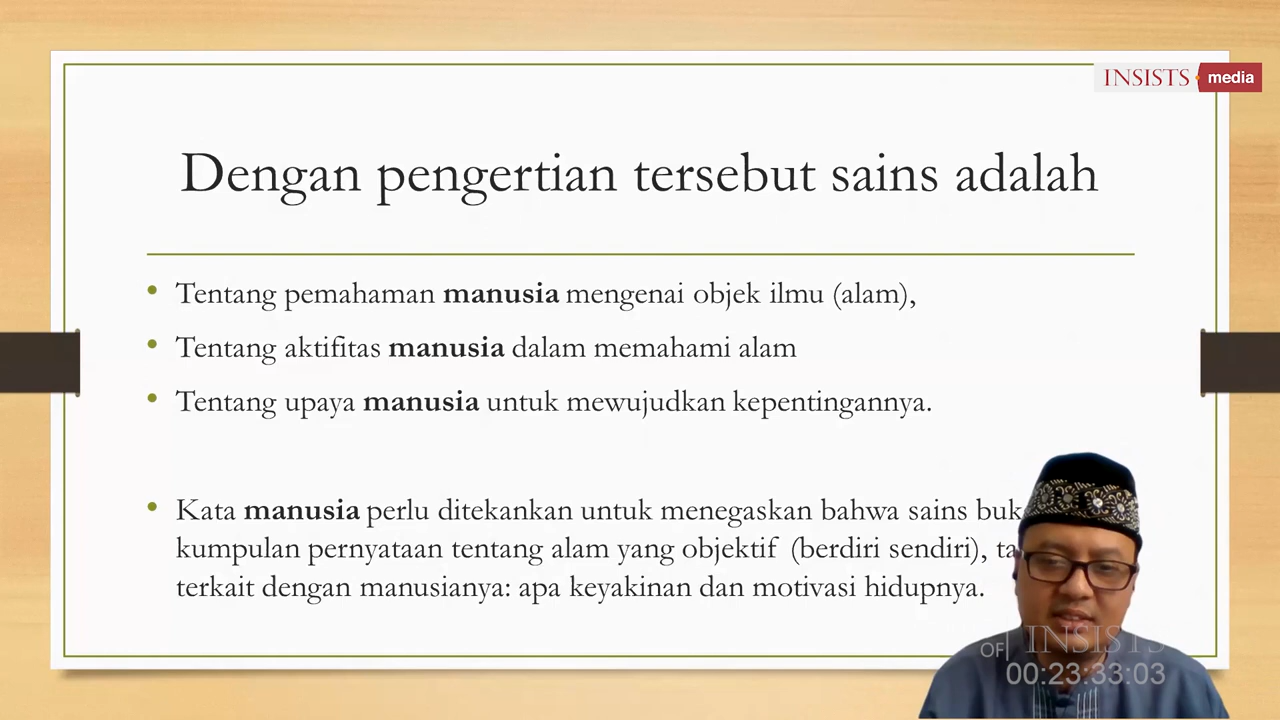 INSISTS media
Dengan pengertian tersebut sains adalah
• Tentang pemahaman manusia mengenai objek ilmu (alam),
• Tentang aktifitas manusia dalam memahami alam
• Tentang upaya manusia untuk mewujudkan kepentingannya.
• Kata manusia perlu ditekankan untuk menegaskan bahwa sains
kumpulan pernyataan tentang alam yang objektif (berdiri sendiri),
terkait dengan manusianya: apa keyakinan dan motivasi hidupnya.
OF INSISTS
00:23:33:03